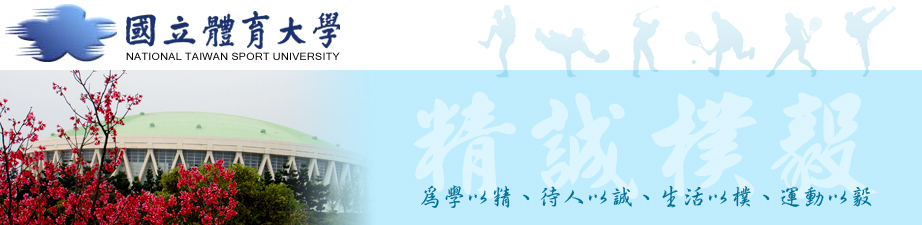 國立體育大學
NATIONAL TAIWAN SPORT UNIVERSITY
精誠樸毅
為學以精、待人以誠、生活以樸、運動以毅